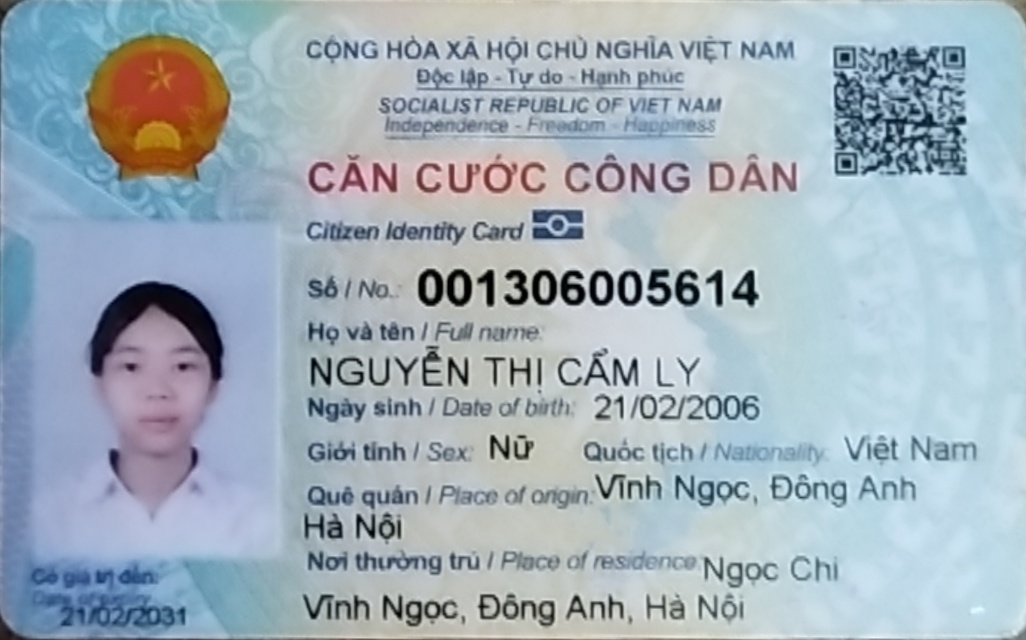 CỘNG HÒA XÃ HỘI CHỦ NGHĨA VIỆT NAM
Độc lập - Tự do - Hạnh phúc
SOCIALIST REPUBLIC OF VIET NAM
Independence - Freedom - Happiness
CĂN CƯỚC CÔNG DÂN
Citizen Identity Card
Số / No.: 001306005614
Họ và tên / Full name:
NGUYỄN THỊ CẨM LY
Ngày sinh / Date of birth: 21/02/2006
Giới tính / Sex: Nữ Quốc tịch / Nationality: Việt Nam
Quê quán / Place of origin: Vĩnh Ngọc, Đông Anh
Hà Nội
Nơi thường trú / Place of residence: Ngọc Chi
Vĩnh Ngọc, Đông Anh, Hà Nội
Có giá trị đến:
Date of expiry
21/02/2031